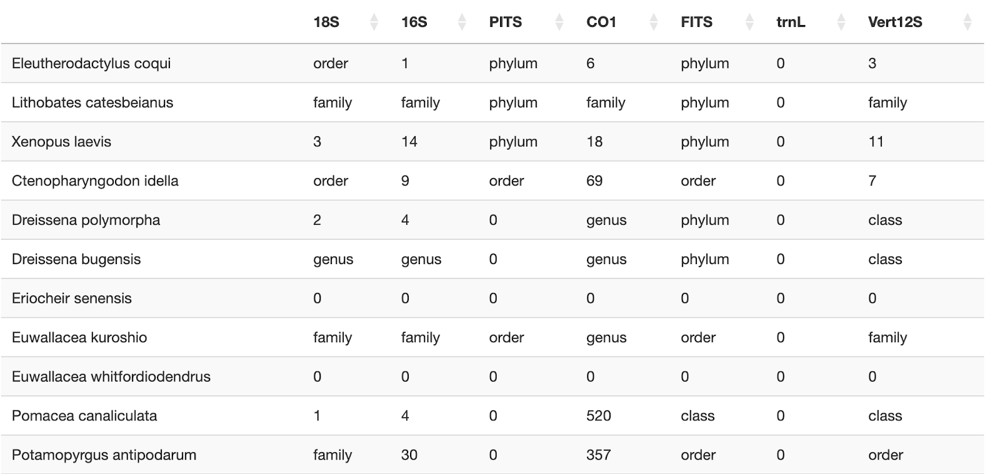 18S 16S PITS CO1 FITS trnL Vert12S
Eleutherodactylus coqui order 1 phylum 6 phylum 0 3
Lithobates catesbeianus family family phylum family phylum 0 family
Xenopus laevis 3 14 phylum 18 phylum 0 11
Ctenopharyngodon idella order 9 order 69 order 0 7
Dreissena polymorpha 2 4 0 genus phylum 0 class
Dreissena bugensis genus genus 0 genus phylum 0 class
Eriocheir senensis 0 0 0 0 0 0 0
Euwallacea kuroshio family family order genus order 0 family
Euwallacea whitfordiodendrus 0 0 0 0 0 0 0
Pomacea canaliculata 1 4 0 520 class 0 class
Potamopyrgus antipodarum family 30 0 357 order 0 order